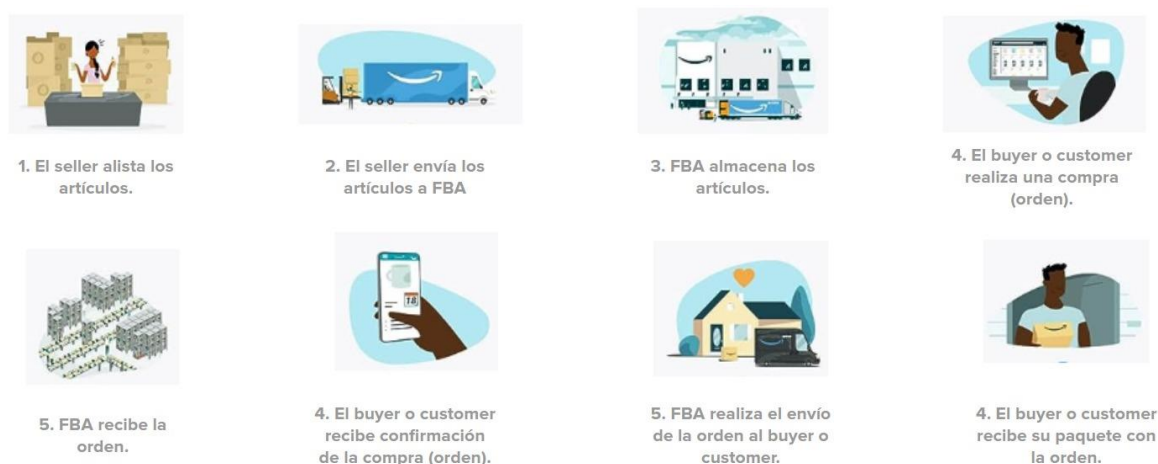 1. El seller alista los
artículos.
2. El seller envía los
artículos a FBA
3. FBA almacena los
artículos.
4. El buyer o customer
realiza una compra
(orden).
5. FBA recibe la
orden.
4. El buyer o customer
recibe confirmación
de la compra (orden).
5. FBA realiza el envío
de la orden al buyer o
customer.
4. El buyer o customer
recibe su paquete con
la orden.